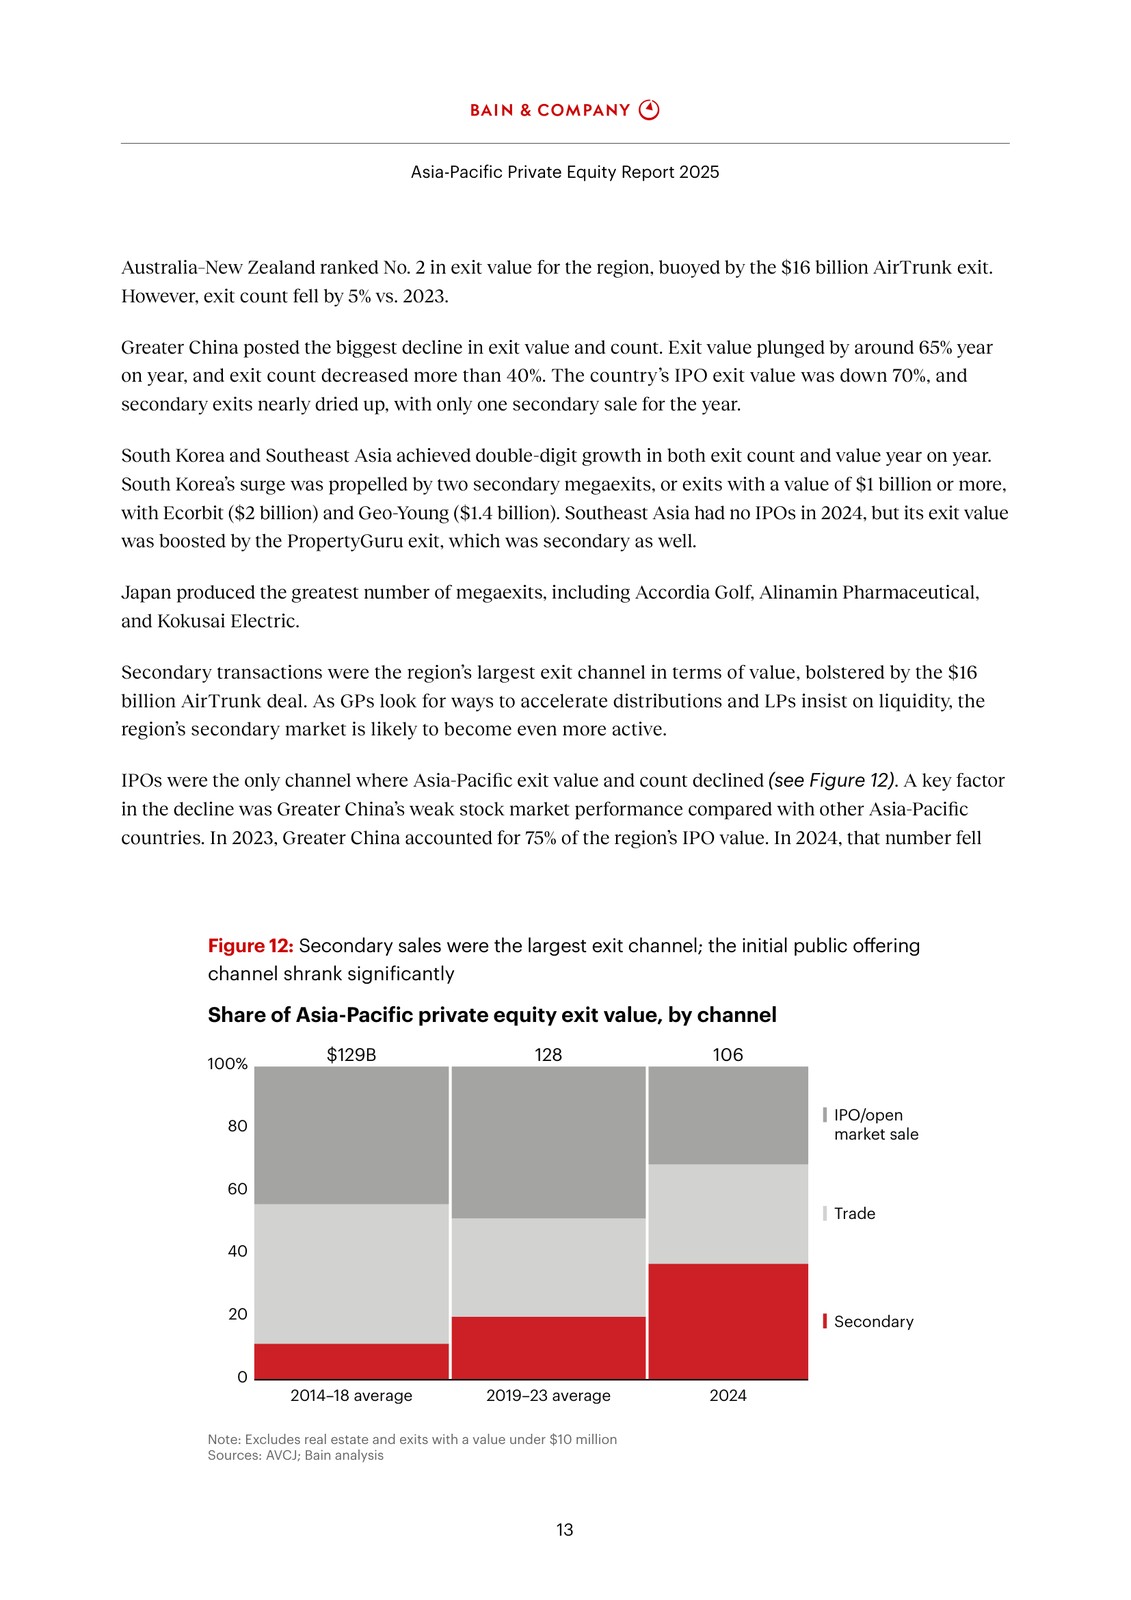 BAIN & COMPANY
Asia-Pacific Private Equity Report 2025
Australia–New Zealand ranked No. 2 in exit value for the region, buoyed by the $16 billion AirTrunk exit.
However, exit count fell by 5% vs. 2023.
Greater China posted the biggest decline in exit value and count. Exit value plunged by around 65% year
on year, and exit count decreased more than 40%. The country’s IPO exit value was down 70%, and
secondary exits nearly dried up, with only one secondary sale for the year.
South Korea and Southeast Asia achieved double-digit growth in both exit count and value year on year.
South Korea’s surge was propelled by two secondary megaexits, or exits with a value of $1 billion or more,
with Ecorbit ($2 billion) and Geo-Young ($1.4 billion). Southeast Asia had no IPOs in 2024, but its exit value
was boosted by the PropertyGuru exit, which was secondary as well.
Japan produced the greatest number of megaexits, including Accordia Golf, Alinamin Pharmaceutical,
and Kokusai Electric.
Secondary transactions were the region’s largest exit channel in terms of value, bolstered by the $16
billion AirTrunk deal. As GPs look for ways to accelerate distributions and LPs insist on liquidity, the
region’s secondary market is likely to become even more active.
IPOs were the only channel where Asia-Pacific exit value and count declined (see Figure 12). A key factor
in the decline was Greater China’s weak stock market performance compared with other Asia-Pacific
countries. In 2023, Greater China accounted for 75% of the region’s IPO value. In 2024, that number fell
Figure 12: Secondary sales were the largest exit channel; the initial public offering
channel shrank significantly
Share of Asia-Pacific private equity exit value, by channel
$129B 128 106
100%
80
60
40
20
0
IPO/open
market sale
Trade
Secondary
2014–18 average 2019–23 average 2024
Note: Excludes real estate and exits with a value under $10 million
Sources: AVCJ; Bain analysis
13